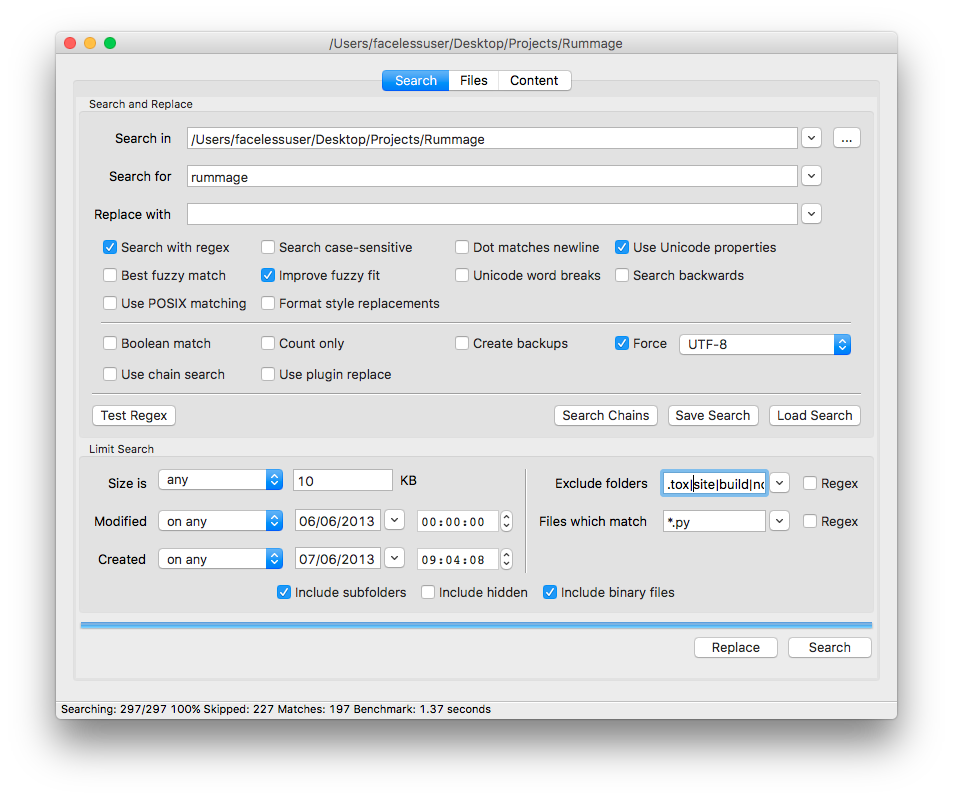 /Users/facelessuser/Desktop/Projects/Rummage
Search Files Content
Search and Replace
Search in /Users/facelessuser/Desktop/Projects/Rummage ...
Search for rummage
Replace with
Search with regex Search case-sensitive Dot matches newline Use Unicode properties
Best fuzzy match Improve fuzzy fit Unicode word breaks Search backwards
Use POSIX matching Format style replacements
Boolean match Count only Create backups Force UTF-8
Use chain search Use plugin replace
Test Regex Search Chains Save Search Load Search
Limit Search
Size is any 10 KB Exclude folders .tox|site|build|no Regex
Modified on any 06/06/2013 00:00:00 Files which match *.py Regex
Created on any 07/06/2013 09:04:08
Include subfolders Include hidden Include binary files
Replace Search
Searching: 297/297 100% Skipped: 227 Matches: 197 Benchmark: 1.37 seconds